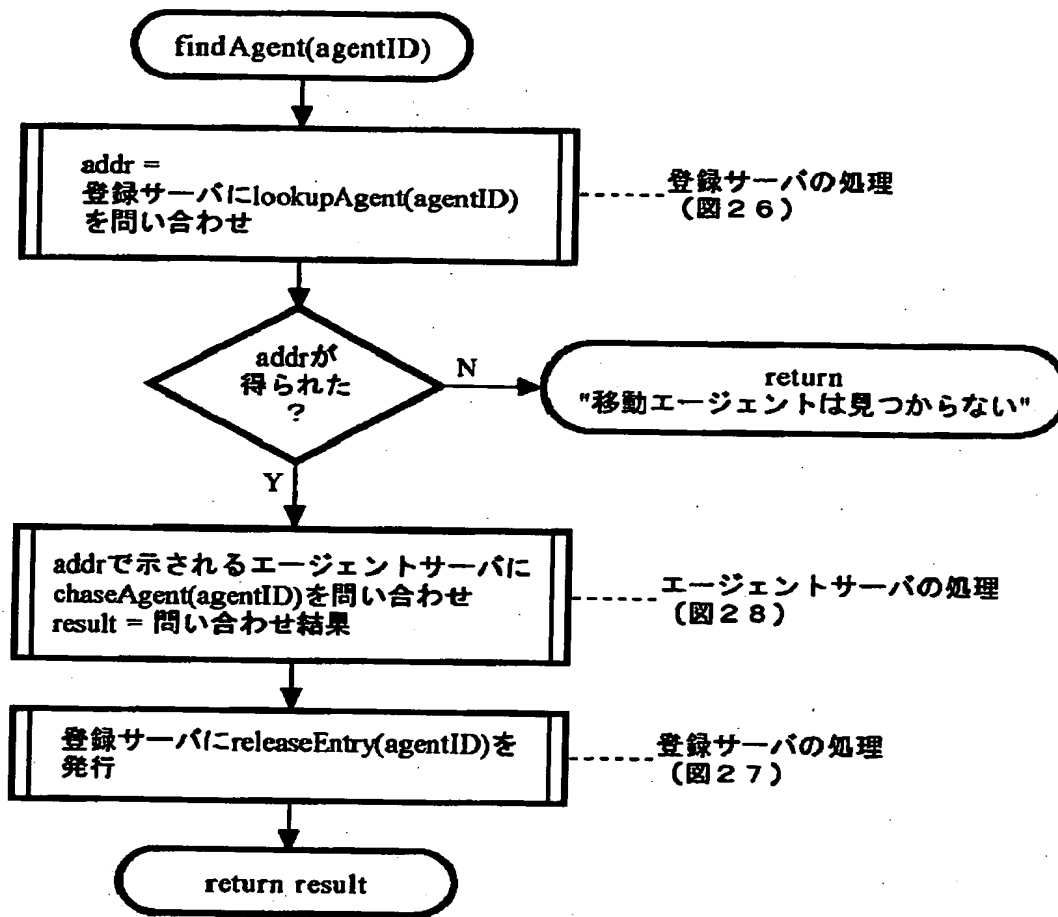 findAgent(agentID)
addr =
登録サーバにlookupAgent(agentID)
を問い合わせ
登録サーバの処理
(図26)
addrが
得られた
?
N
return
"移動エージェントは見つからない"
Y
addrで示されるエージェントサーバに
chaseAgent(agentID)を問い合わせ
result = 問い合わせ結果
エージェントサーバの処理
(図28)
登録サーバにreleaseEntry(agentID)を
発行
登録サーバの処理
(図27)
return result